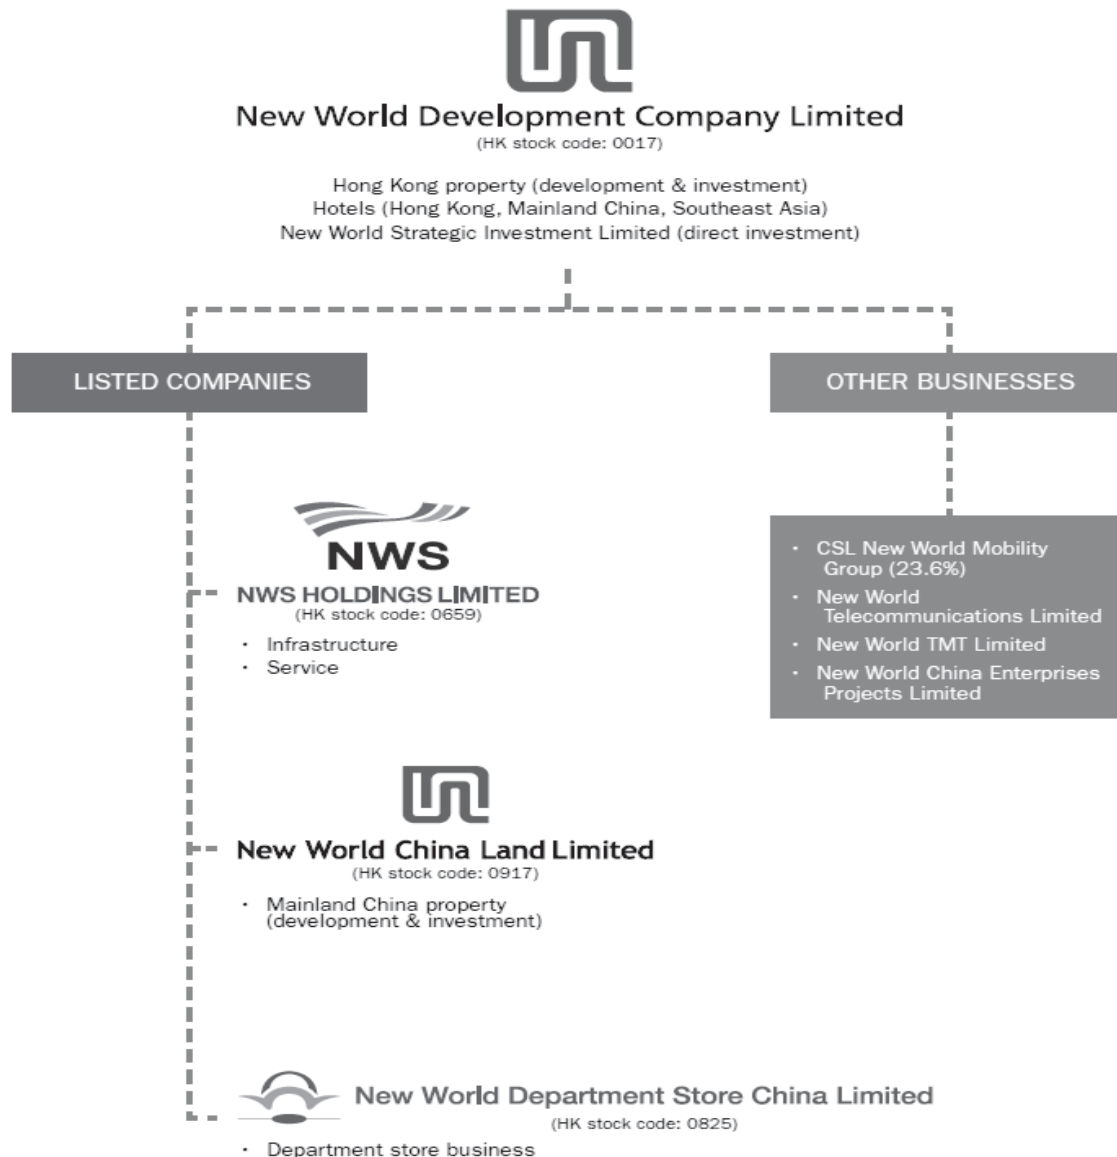 New World Development Company Limited
(HK stock code: 0017)
Hong Kong property (development & investment)
Hotels (Hong Kong, Mainland China, Southeast Asia)
New World Strategic Investment Limited (direct investment)
LISTED COMPANIES
NWS
NWS HOLDINGS LIMITED
(HK stock code: 0659)
· Infrastructure
· Service
New World China Land Limited
(HK stock code: 0917)
· Mainland China property
(development & investment)
New World Department Store China Limited
(HK stock code: 0825)
· Department store business
OTHER BUSINESSES
· CSL New World Mobility
Group (23.6%)
· New World
Telecommunications Limited
· New World TMT Limited
· New World China Enterprises
Projects Limited